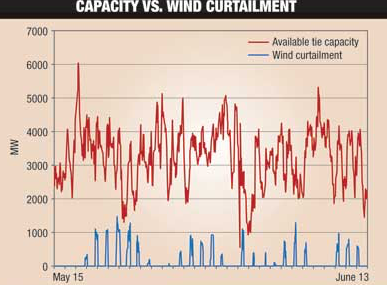 CAPACITY VS. WIND CURTAILMENT
7000
Available tie capacity
Wind curtailment
6000
5000
4000
MW
3000
2000
1000
0
May 15
June 13